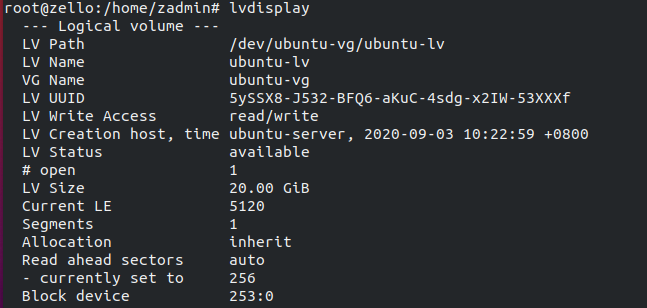 root@zello:/home/zadmin# lvdisplay
--- Logical volume ---
LV Path                /dev/ubuntu-vg/ubuntu-lv
LV Name                ubuntu-lv
VG Name                ubuntu-vg
LV UUID                5ySSX8-J532-BFQ6-aKuC-4sdg-x2IW-53XXXf
LV Write Access        read/write
LV Creation host, time ubuntu-server, 2020-09-03 10:22:59 +0800
LV Status              available
# open                 1
LV Size                20.00 GiB
Current LE             5120
Segments               1
Allocation             inherit
Read ahead sectors     auto
- currently set to     256
Block device           253:0